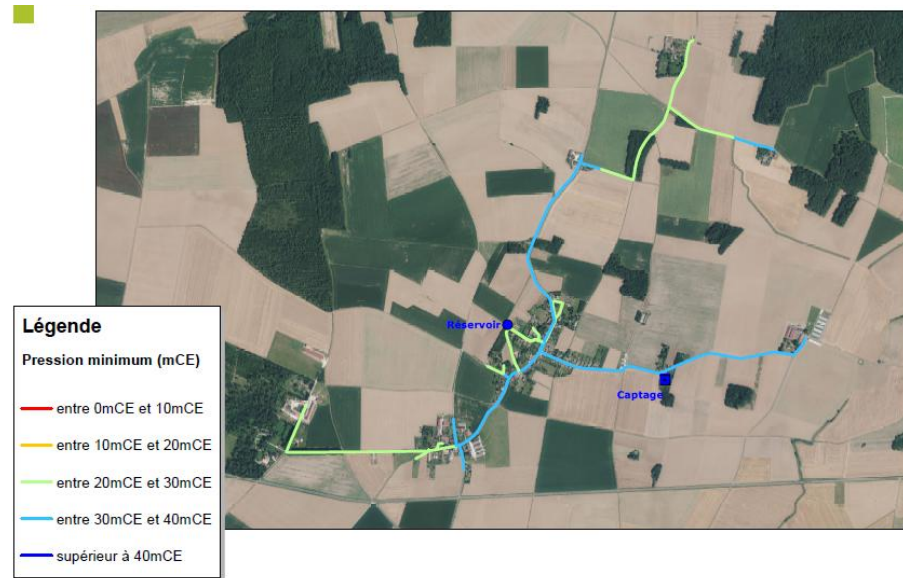 Réservoir
Captage
Légende
Pression minimum (mCE)
entre 0mCE et 10mCE
entre 10mCE et 20mCE
entre 20mCE et 30mCE
entre 30mCE et 40mCE
supérieur à 40mCE